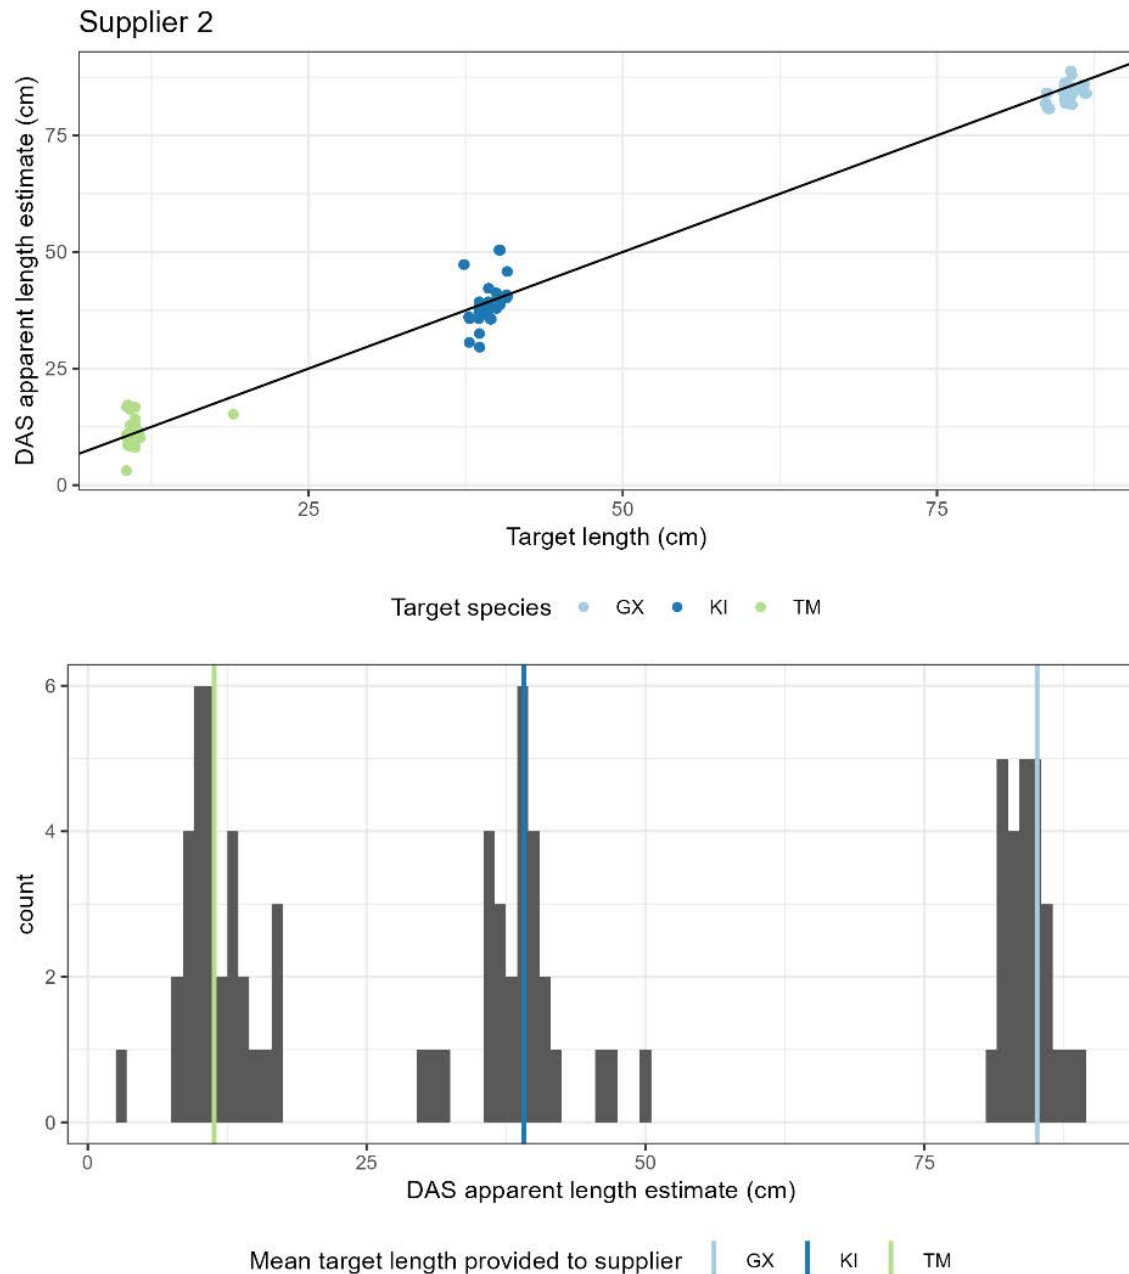 Supplier 2
DAS apparent length estimate (cm)
75
50
25
0
25 50 75
Target length (cm)
Target species GX KI TM
count
6
4
2
0
0 25 50 75
DAS apparent length estimate (cm)
Mean target length provided to supplier GX KI TM